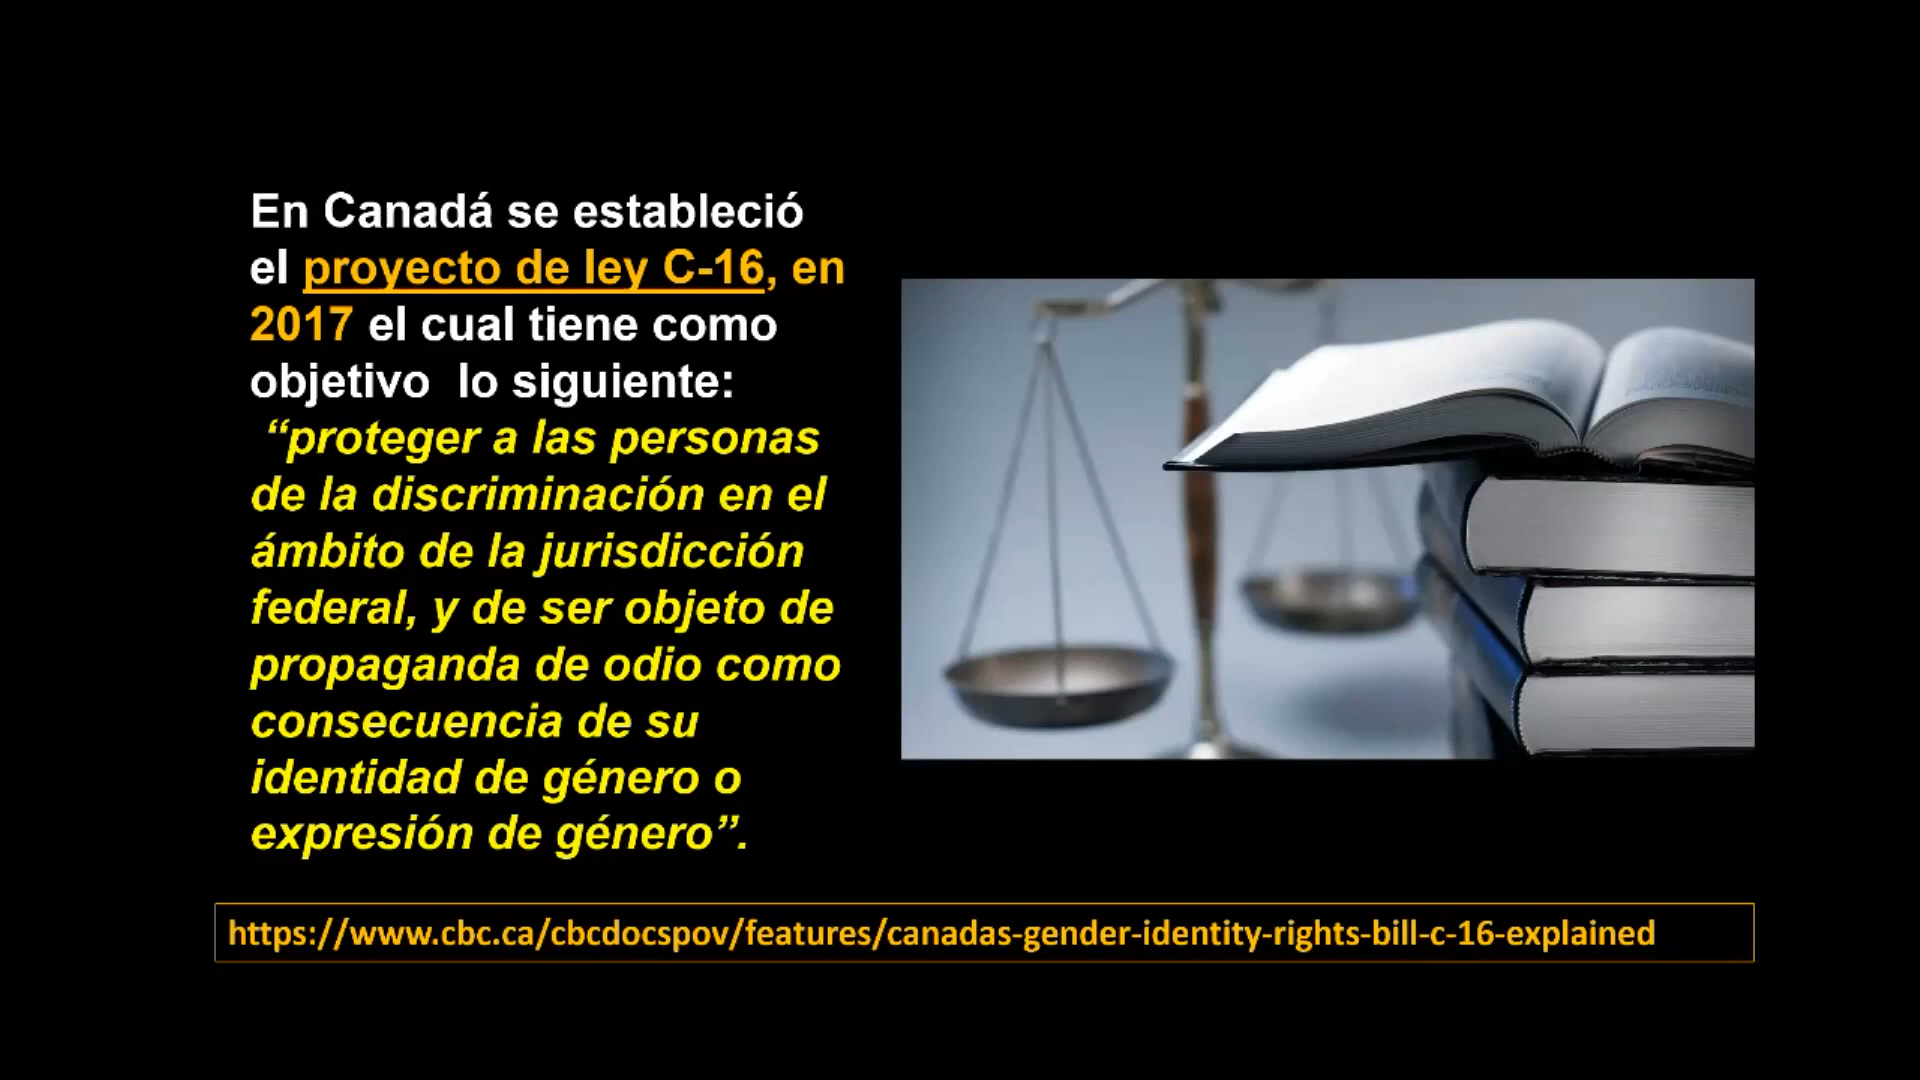 En Canadá se estableció
el proyecto de ley C-16, en
2017 el cual tiene como
objetivo  lo siguiente:
“proteger a las personas
de la discriminación en el
ámbito de la jurisdicción
federal, y de ser objeto de
propaganda de odio como
consecuencia de su
identidad de género o
expresión de género”.
https://www.cbc.ca/cbcdocspov/features/canadas-gender-identity-rights-bill-c-16-explained